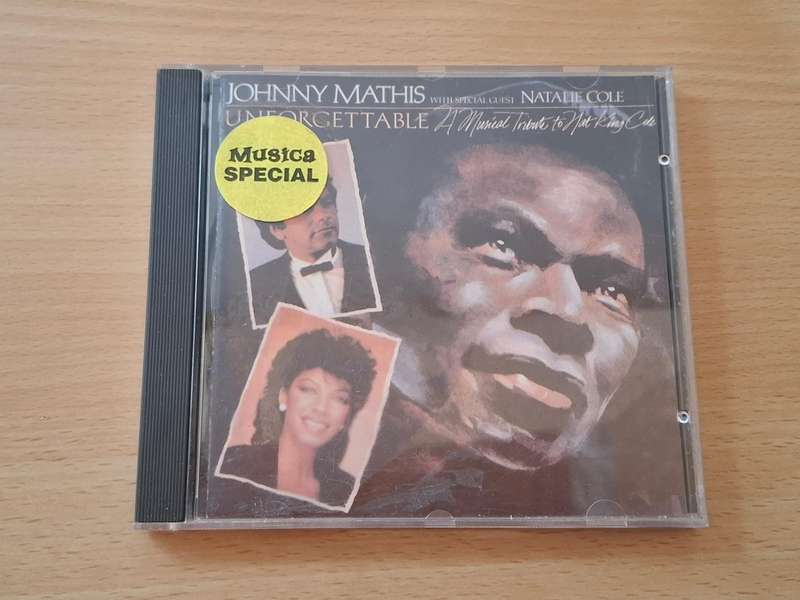 JOHNNY MATHIS WITH SPECIAL GUEST NATALIE COLE
UNFORGETTABLE A Musical Tribute to Nat King Cole
Musica
SPECIAL